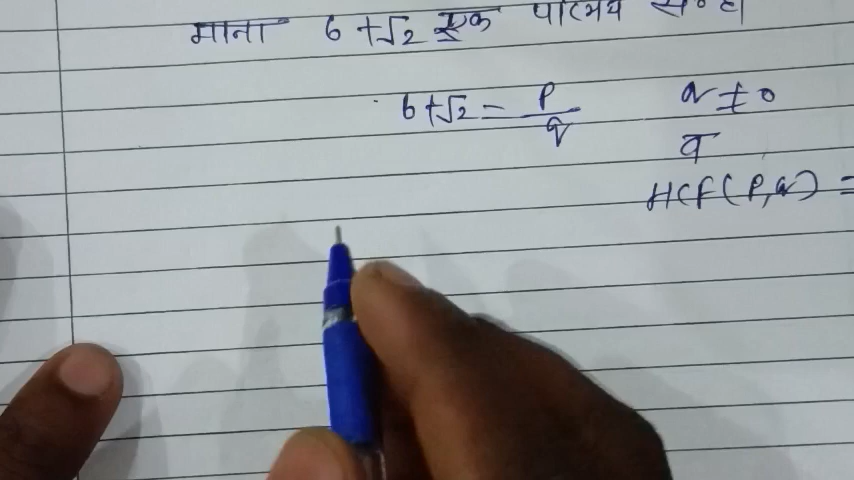 माना 6+√2 एक परिमेय
6+√2 = p/q q ≠ 0
व
HCF(P,q) =